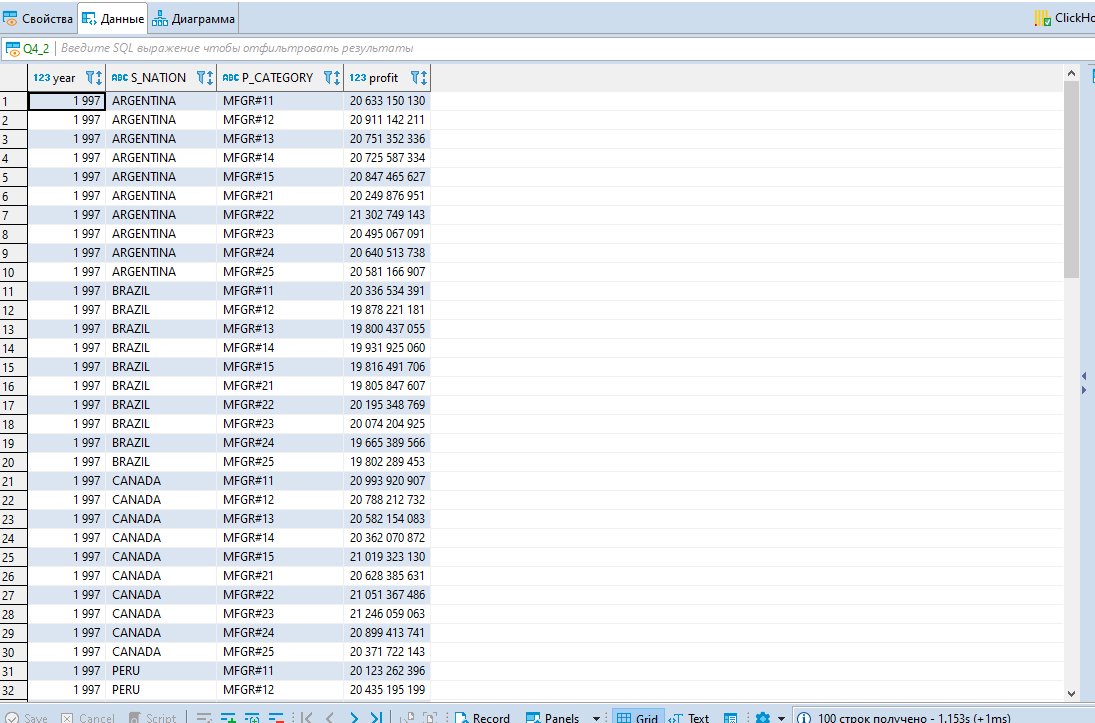 Свойства Данные Диаграмма ClickHo
Q4_2 Введите SQL выражение чтобы отфильтровать результаты
123 year ABC S_NATION ABC P_CATEGORY 123 profit
1 1 997 ARGENTINA MFGR#11 20 633 150 130
2 1 997 ARGENTINA MFGR#12 20 911 142 211
3 1 997 ARGENTINA MFGR#13 20 751 352 336
4 1 997 ARGENTINA MFGR#14 20 725 587 334
5 1 997 ARGENTINA MFGR#15 20 847 465 627
6 1 997 ARGENTINA MFGR#21 20 249 876 951
7 1 997 ARGENTINA MFGR#22 21 302 749 143
8 1 997 ARGENTINA MFGR#23 20 495 067 091
9 1 997 ARGENTINA MFGR#24 20 640 513 738
10 1 997 ARGENTINA MFGR#25 20 581 166 907
11 1 997 BRAZIL MFGR#11 20 336 534 391
12 1 997 BRAZIL MFGR#12 19 878 221 181
13 1 997 BRAZIL MFGR#13 19 800 437 055
14 1 997 BRAZIL MFGR#14 19 931 925 060
15 1 997 BRAZIL MFGR#15 19 816 491 706
16 1 997 BRAZIL MFGR#21 19 805 847 607
17 1 997 BRAZIL MFGR#22 20 195 348 769
18 1 997 BRAZIL MFGR#23 20 074 204 925
19 1 997 BRAZIL MFGR#24 19 665 389 566
20 1 997 BRAZIL MFGR#25 19 802 289 453
21 1 997 CANADA MFGR#11 20 993 920 907
22 1 997 CANADA MFGR#12 20 788 212 732
23 1 997 CANADA MFGR#13 20 582 154 083
24 1 997 CANADA MFGR#14 20 362 070 872
25 1 997 CANADA MFGR#15 21 019 323 130
26 1 997 CANADA MFGR#21 20 628 385 631
27 1 997 CANADA MFGR#22 21 051 367 486
28 1 997 CANADA MFGR#23 21 246 059 063
29 1 997 CANADA MFGR#24 20 899 413 741
30 1 997 CANADA MFGR#25 20 371 722 143
31 1 997 PERU MFGR#11 20 123 262 396
32 1 997 PERU MFGR#12 20 435 195 199
Save Cancel Script Record Panels Grid Text 100 строк получено - 1.153s (+1ms)